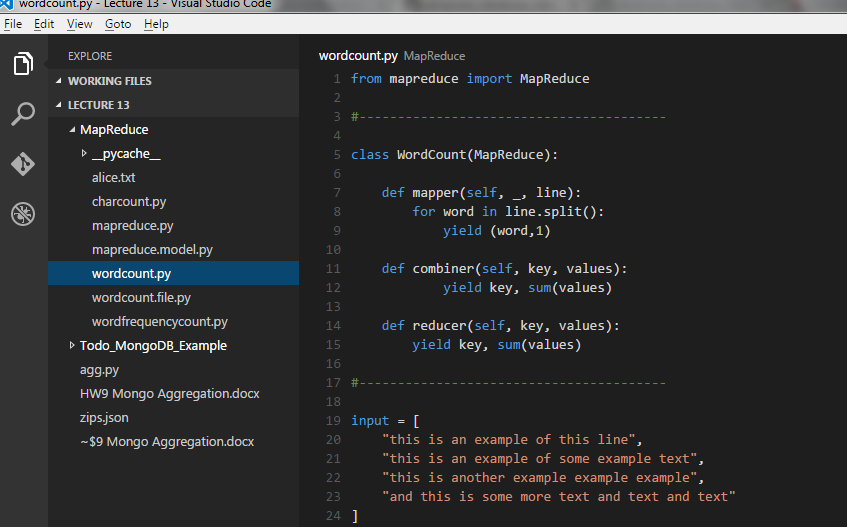 wordcount.py - Lecture 13 - Visual Studio Code
File Edit View Goto Help
EXPLORE
WORKING FILES
LECTURE 13
MapReduce
__pycache__
alice.txt
charcount.py
mapreduce.py
mapreduce.model.py
wordcount.py
wordcount.file.py
wordfrequencycount.py
Todo_MongoDB_Example
agg.py
HW9 Mongo Aggregation.docx
zips.json
~$9 Mongo Aggregation.docx
wordcount.py MapReduce
1 from mapreduce import MapReduce
2
3 #----------------------------------------
4
5 class WordCount(MapReduce):
6
7     def mapper(self, _, line):
8         for word in line.split():
9             yield (word,1)
10
11     def combiner(self, key, values):
12             yield key, sum(values)
13
14     def reducer(self, key, values):
15         yield key, sum(values)
16
17 #----------------------------------------
18
19 input = [
20     "this is an example of this line",
21     "this is an example of some example text",
22     "this is another example example example",
23     "and this is some more text and text and text"
24 ]